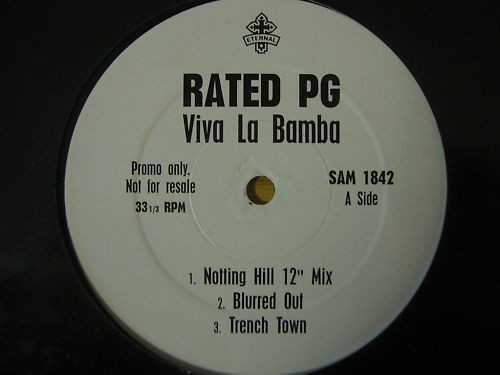 ETERNAL
RATED PG
Viva La Bamba
Promo only.
Not for resale
33 1/3 RPM
SAM 1842
A Side
1. Notting Hill 12" Mix
2. Blurred Out
3. Trench Town